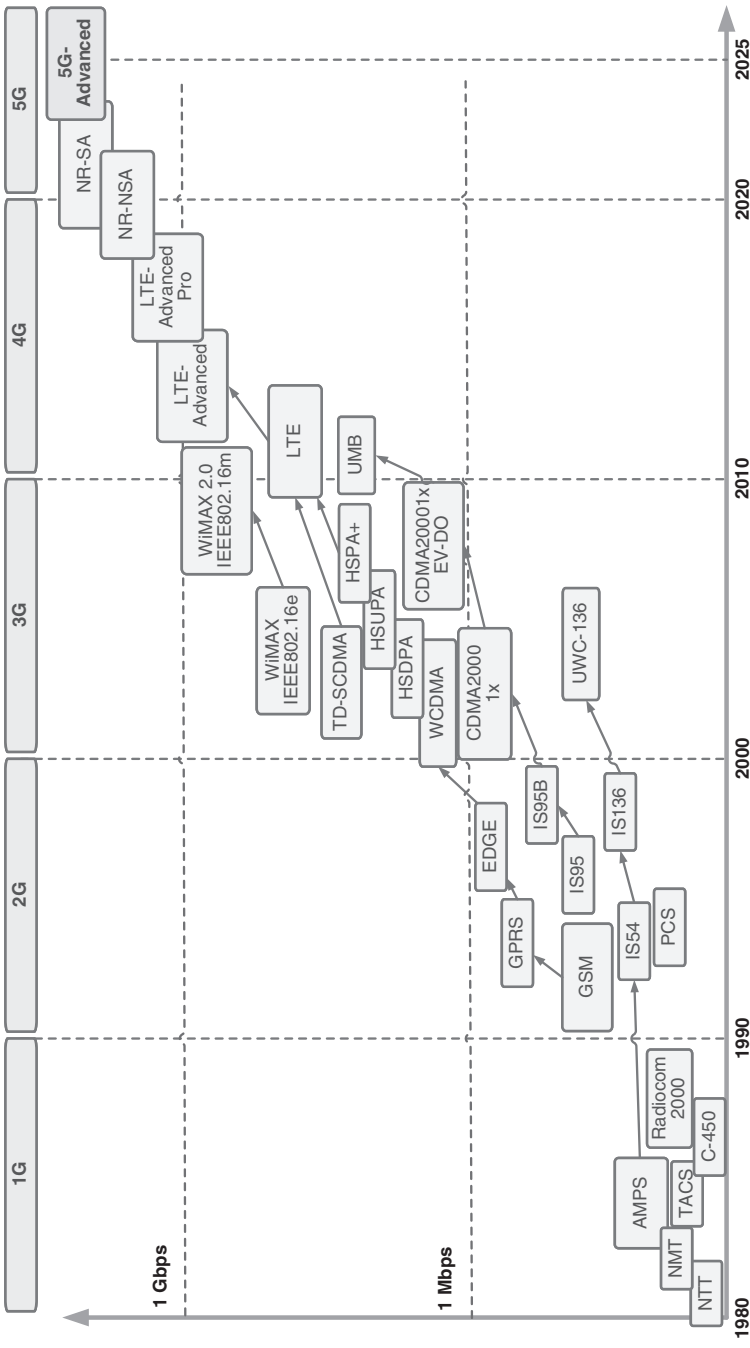 1G
2G
3G
4G
5G
1 Gbps
1 Mbps
5G-
Advanced
NR-SA
NR-NSA
LTE-
Advanced
Pro
LTE-
Advanced
WiMAX 2.0
IEEE802.16m
WiMAX
IEEE802.16e
LTE
TD-SCDMA
UMB
HSPA+
HSUPA
HSDPA
WCDMA
CDMA20001x
EV-DO
CDMA2000
1x
EDGE
GPRS
GSM
IS95B
IS95
UWC-136
IS136
IS54
PCS
AMPS
Radiocom
2000
NMT
TACS
C-450
NTT
1980
1990
2000
2010
2020
2025